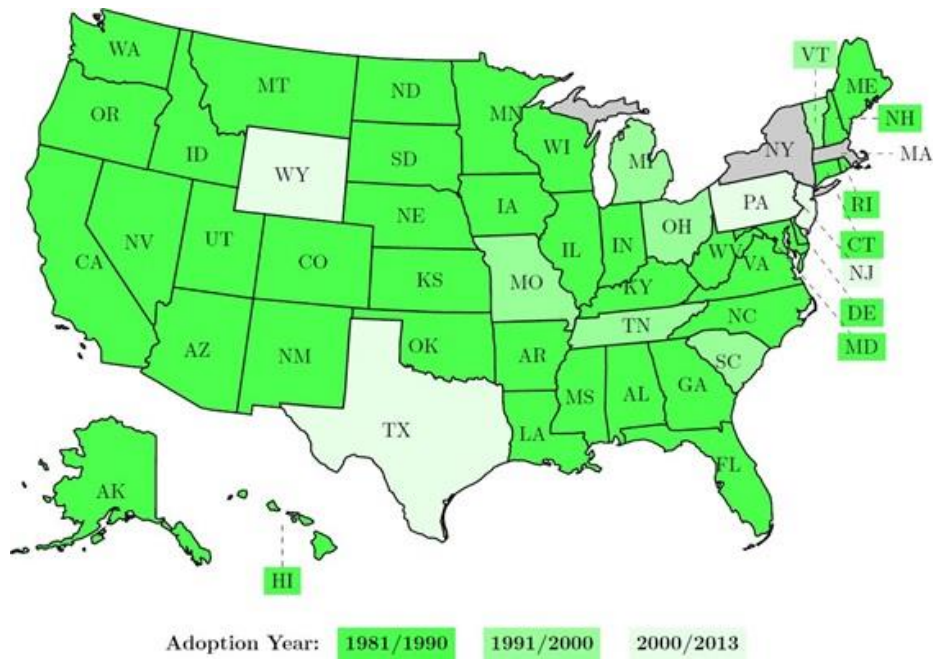 WA
MT
ND
MN
VT
ME
OR
NH
ID
SD
WI
MI
NY
MA
WY
PA
RI
NE
IA
OH
NV
UT
IL
IN
CT
CA
CO
WV
VA
NJ
KS
MO
KY
DE
NC
MD
TN
AZ
NM
OK
AR
SC
MS
AL
GA
TX
LA
FL
AK
HI
Adoption Year: 1981/1990 1991/2000 2000/2013